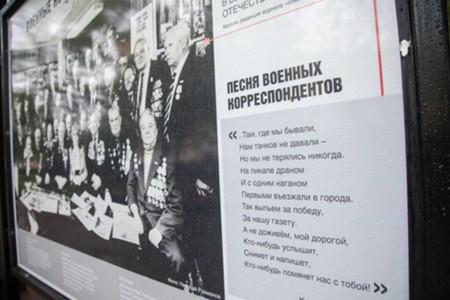 ВОЕННЫЕ
В
ОТЕЧЕСТВ
ПЕСНЯ ВОЕННЫХ
КОРРЕСПОНДЕНТОВ
«..Там, где мы бывали,
Нам танков не давали –
Но мы не терялись никогда.
На пикапе драном
И с одним наганом
Первыми въезжали в города.
Так выпьем за победу,
За нашу газету.
А не доживём, мой дорогой,
Кто-нибудь услышит,
Снимет и напишет,
Кто-нибудь помянет нас с тобой!»